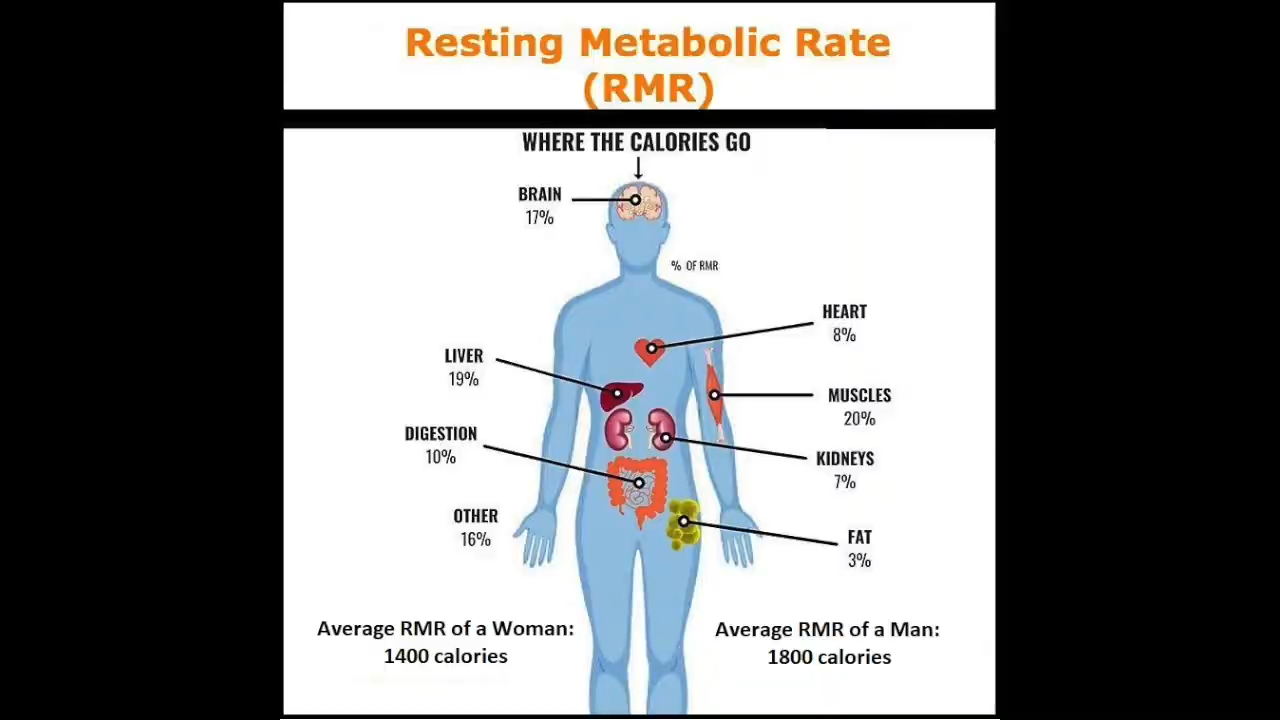 Resting Metabolic Rate
(RMR)
WHERE THE CALORIES GO
BRAIN
17%
% OF RMR
HEART
8%
LIVER
19%
MUSCLES
20%
DIGESTION
10%
KIDNEYS
7%
OTHER
16%
FAT
3%
Average RMR of a Woman:
1400 calories
Average RMR of a Man:
1800 calories